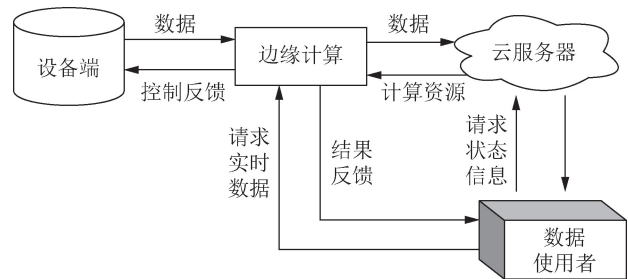 数据
数据
设备端
边缘计算
云服务器
控制反馈
计算资源
请求
实时
数据
结果
反馈
请求
状态
信息
数据
使用者